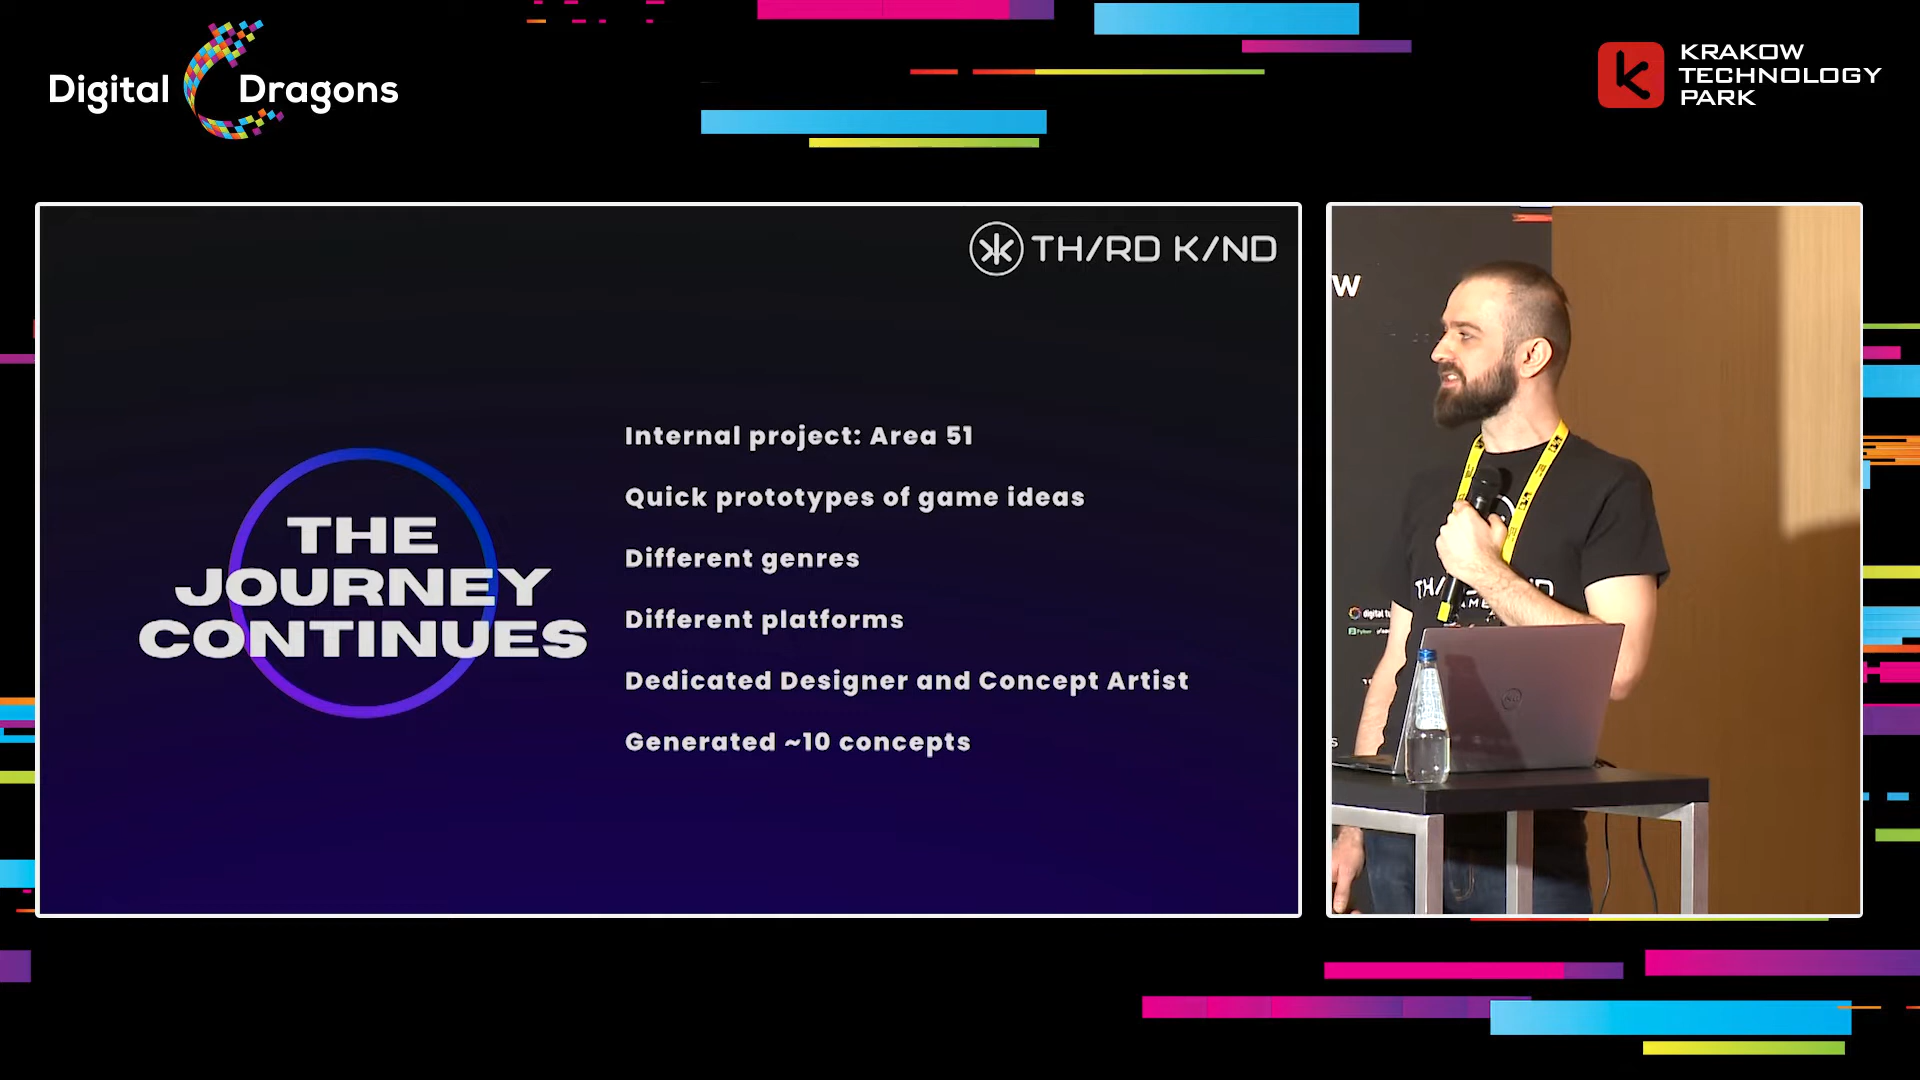 Digital Dragons
KRAKOW
TECHNOLOGY
PARK
TH/RD K/ND
THE
JOURNEY
CONTINUES
Internal project: Area 51
Quick prototypes of game ideas
Different genres
Different platforms
Dedicated Designer and Concept Artist
Generated ~10 concepts
W
digital